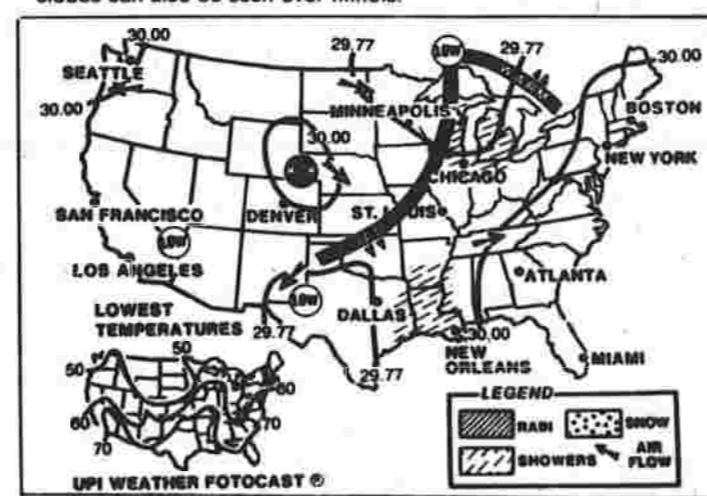 30.00
29.77
LOW
29.77
30.00
SEATTLE
30.00
MINNEAPOLIS
BOSTON
30.00
NEW YORK
CHICAGO
SAN FRANCISCO
DENVER
ST. LOUIS
LOW
LOS ANGELES
ATLANTA
LOW
LOWEST
TEMPERATURES
29.77
DALLAS
30.00
NEW
ORLEANS
MIAMI
29.77
50
50
60
60
70
70
LEGEND
RAIN
SNOW
SHOWERS
AIR
FLOW
UPI WEATHER FOTOCAST ®